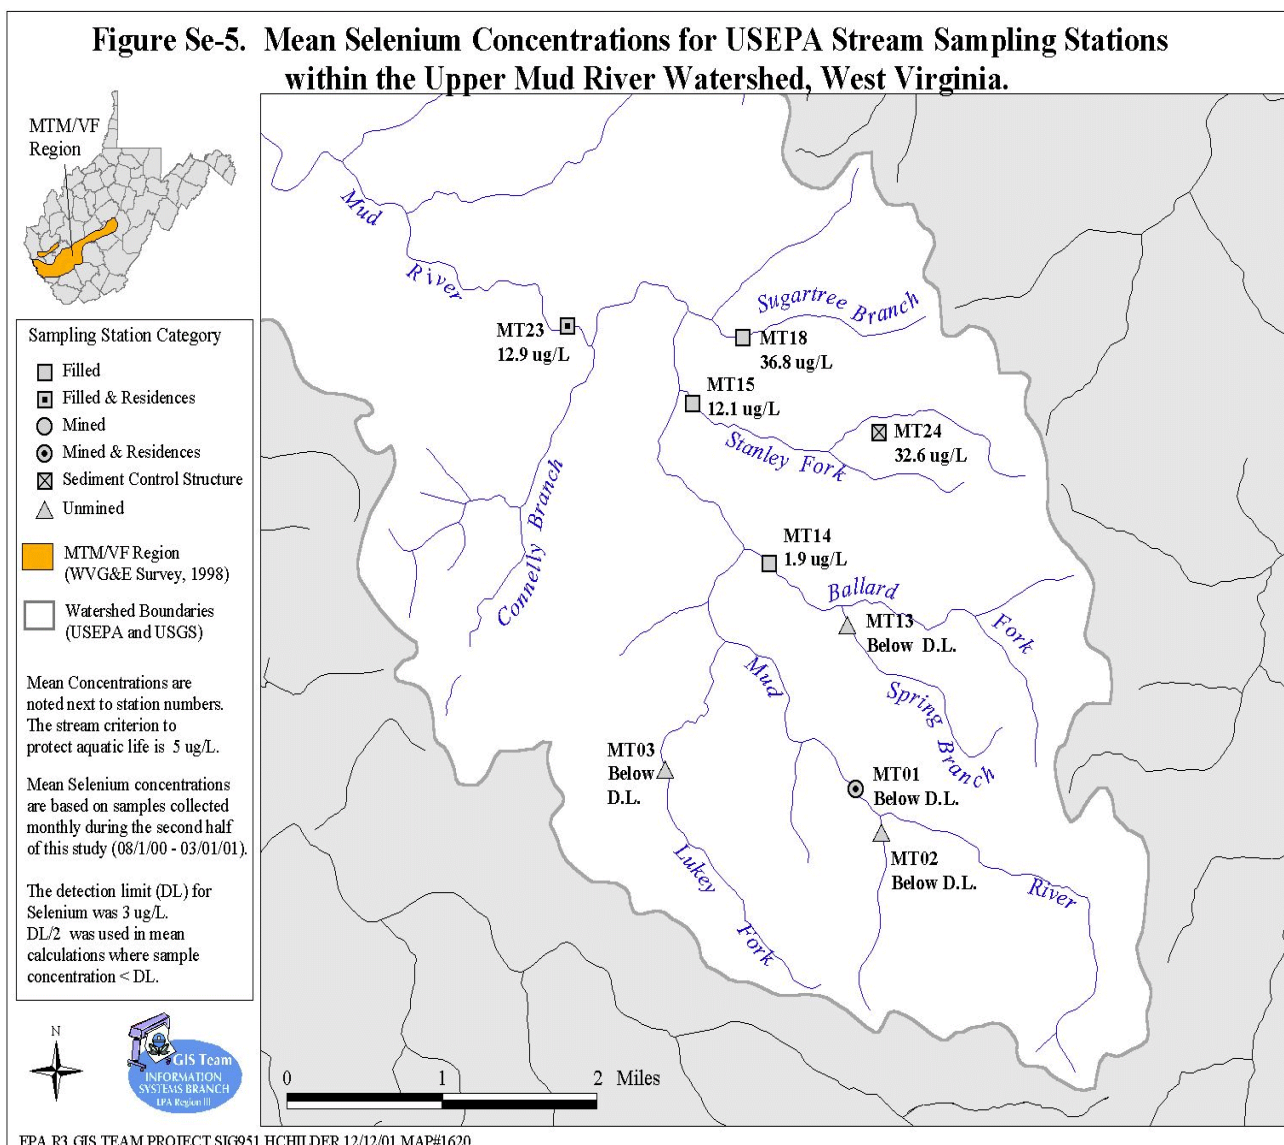 Figure Se-5. Mean Selenium Concentrations for USEPA Stream Sampling Stations
within the Upper Mud River Watershed, West Virginia.
MTM/VF
Region
Sampling Station Category
Filled
Filled & Residences
Mined
Mined & Residences
Sediment Control Structure
Unmined
MTM/VF Region
(WVG&E Survey, 1998)
Watershed Boundaries
(USEPA and USGS)
Mean Concentrations are
noted next to station numbers.
The stream criterion to
protect aquatic life is 5 ug/L.
Mean Selenium concentrations
are based on samples collected
monthly during the second half
of this study (08/1/00 - 03/01/01).
The detection limit (DL) for
Selenium was 3 ug/L.
DL/2 was used in mean
calculations where sample
concentration < DL.
N
GIS Team
INFORMATION
SYSTEMS BRANCH
EPA Region III
Mud
River
Sugartree Branch
MT23
12.9 ug/L
MT18
36.8 ug/L
MT15
12.1 ug/L
MT24
32.6 ug/L
Stanley Fork
Connelly Branch
MT14
1.9 ug/L
Ballard
Fork
MT13
Below D.L.
Mud
Spring
Branch
MT03
Below
D.L.
MT01
Below D.L.
MT02
Below D.L.
Lukey
Fork
River
0 1 2 Miles
EPA R3 GIS TEAM PROJECT SIG951 HCHILDER 12/12/01 MAP#1620